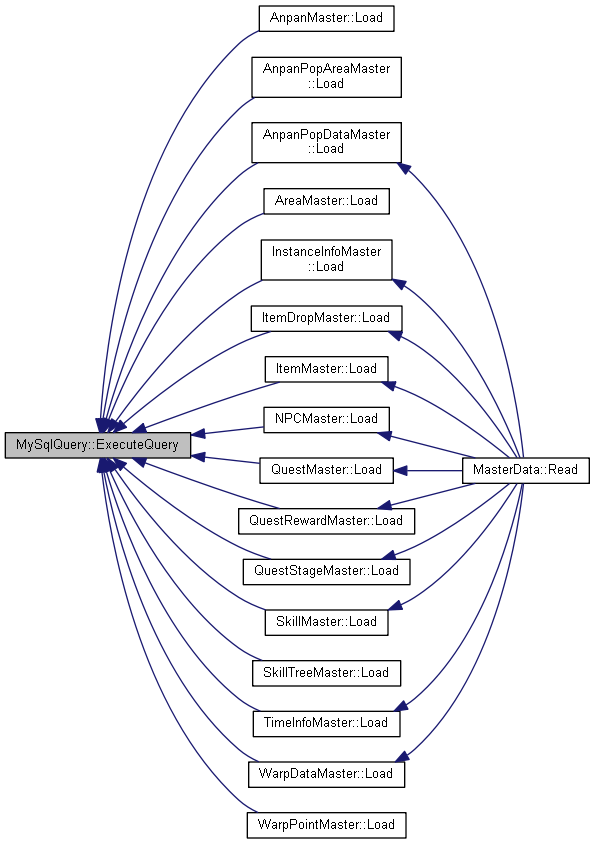 AnpanMaster::Load
AnpanPopAreaMaster
::Load
AnpanPopDataMaster
::Load
AreaMaster::Load
InstanceInfoMaster
::Load
ItemDropMaster::Load
ItemMaster::Load
NPCMaster::Load
MySqlQuery::ExecuteQuery
QuestMaster::Load
MasterData::Read
QuestRewardMaster::Load
QuestStageMaster::Load
SkillMaster::Load
SkillTreeMaster::Load
TimeInfoMaster::Load
WarpDataMaster::Load
WarpPointMaster::Load